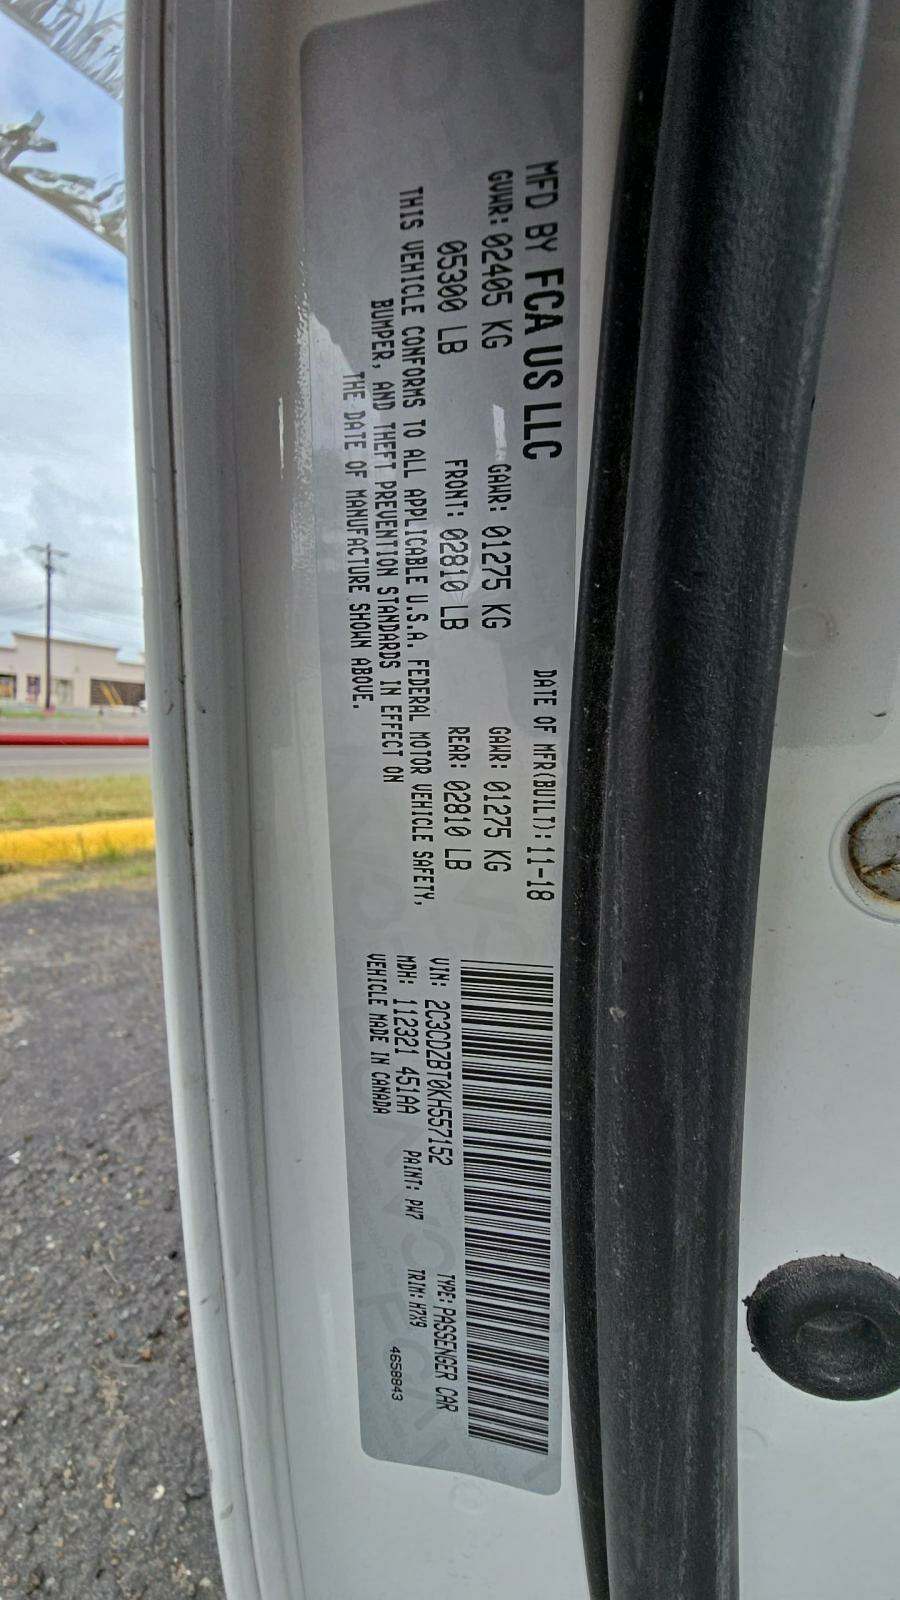 MFD BY FCA US LLC DATE OF MFR(BUILT): 11-18
GVWR: 02405 KG GAWR: 01275 KG GAWR: 01275 KG
05300 LB FRONT: 02810 LB REAR: 02810 LB
THIS VEHICLE CONFORMS TO ALL APPLICABLE U.S.A. FEDERAL MOTOR VEHICLE SAFETY,
BUMPER, AND THEFT PREVENTION STANDARDS IN EFFECT ON
THE DATE OF MANUFACTURE SHOWN ABOVE.
VIN: 2C3CDZBT0KH557152 TYPE: PASSENGER CAR
MDH: 112321 451AA PAINT: PW7 TRIM: H7X9
VEHICLE MADE IN CANADA 4658843